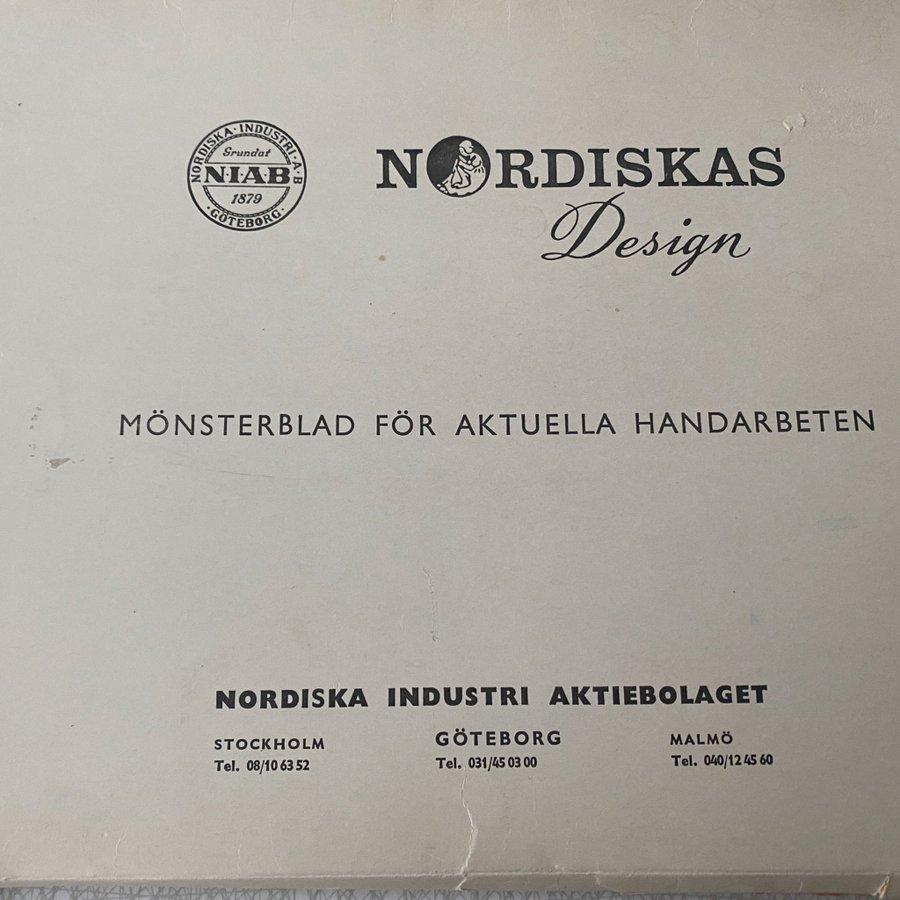 NORDISKA · INDUSTRI · A · B
Grundat
N·I·A·B
1879
· GÖTEBORG ·
NORDISKAS
Design
MÖNSTERBLAD FÖR AKTUELLA HANDARBETEN
NORDISKA INDUSTRI AKTIEBOLAGET
STOCKHOLM GÖTEBORG MALMÖ
Tel. 08/10 63 52 Tel. 031/45 03 00 Tel. 040/12 45 60